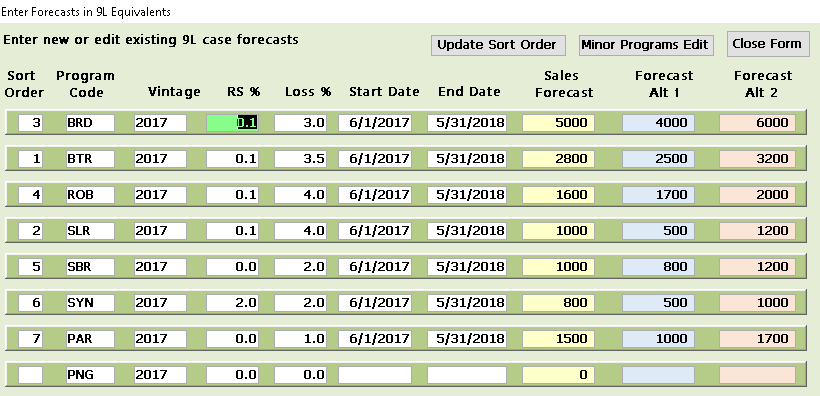 Enter Forecasts in 9L Equivalents
Enter new or edit existing 9L case forecasts
Update Sort Order Minor Programs Edit Close Form
Sort Program Sales Forecast Forecast
Order Code Vintage RS % Loss % Start Date End Date Forecast Alt 1 Alt 2
3 BRD 2017 0.1 3.0 6/1/2017 5/31/2018 5000 4000 6000
1 BTR 2017 0.1 3.5 6/1/2017 5/31/2018 2800 2500 3200
4 ROB 2017 0.1 4.0 6/1/2017 5/31/2018 1600 1700 2000
2 SLR 2017 0.1 4.0 6/1/2017 5/31/2018 1000 500 1200
5 SBR 2017 0.0 2.0 6/1/2017 5/31/2018 1000 800 1200
6 SYN 2017 2.0 2.0 6/1/2017 5/31/2018 800 500 1000
7 PAR 2017 0.0 1.0 6/1/2017 5/31/2018 1500 1000 1700
PNG 2017 0.0 0.0 0